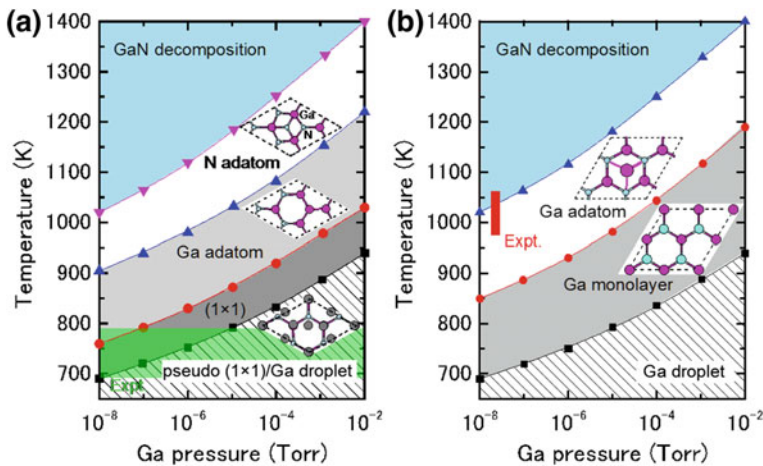 (a)
1400
1300
1200
1100
1000
900
800
700
Temperature (K)
GaN decomposition
Ga
N
N adatom
Ga adatom
(1×1)
pseudo (1×1)/Ga droplet
Expt.
10⁻⁸ 10⁻⁶ 10⁻⁴ 10⁻²
Ga pressure (Torr)
(b)
1400
1300
1200
1100
1000
900
800
700
Temperature (K)
GaN decomposition
Ga adatom
Expt.
Ga monolayer
Ga droplet
10⁻⁸ 10⁻⁶ 10⁻⁴ 10⁻²
Ga pressure (Torr)